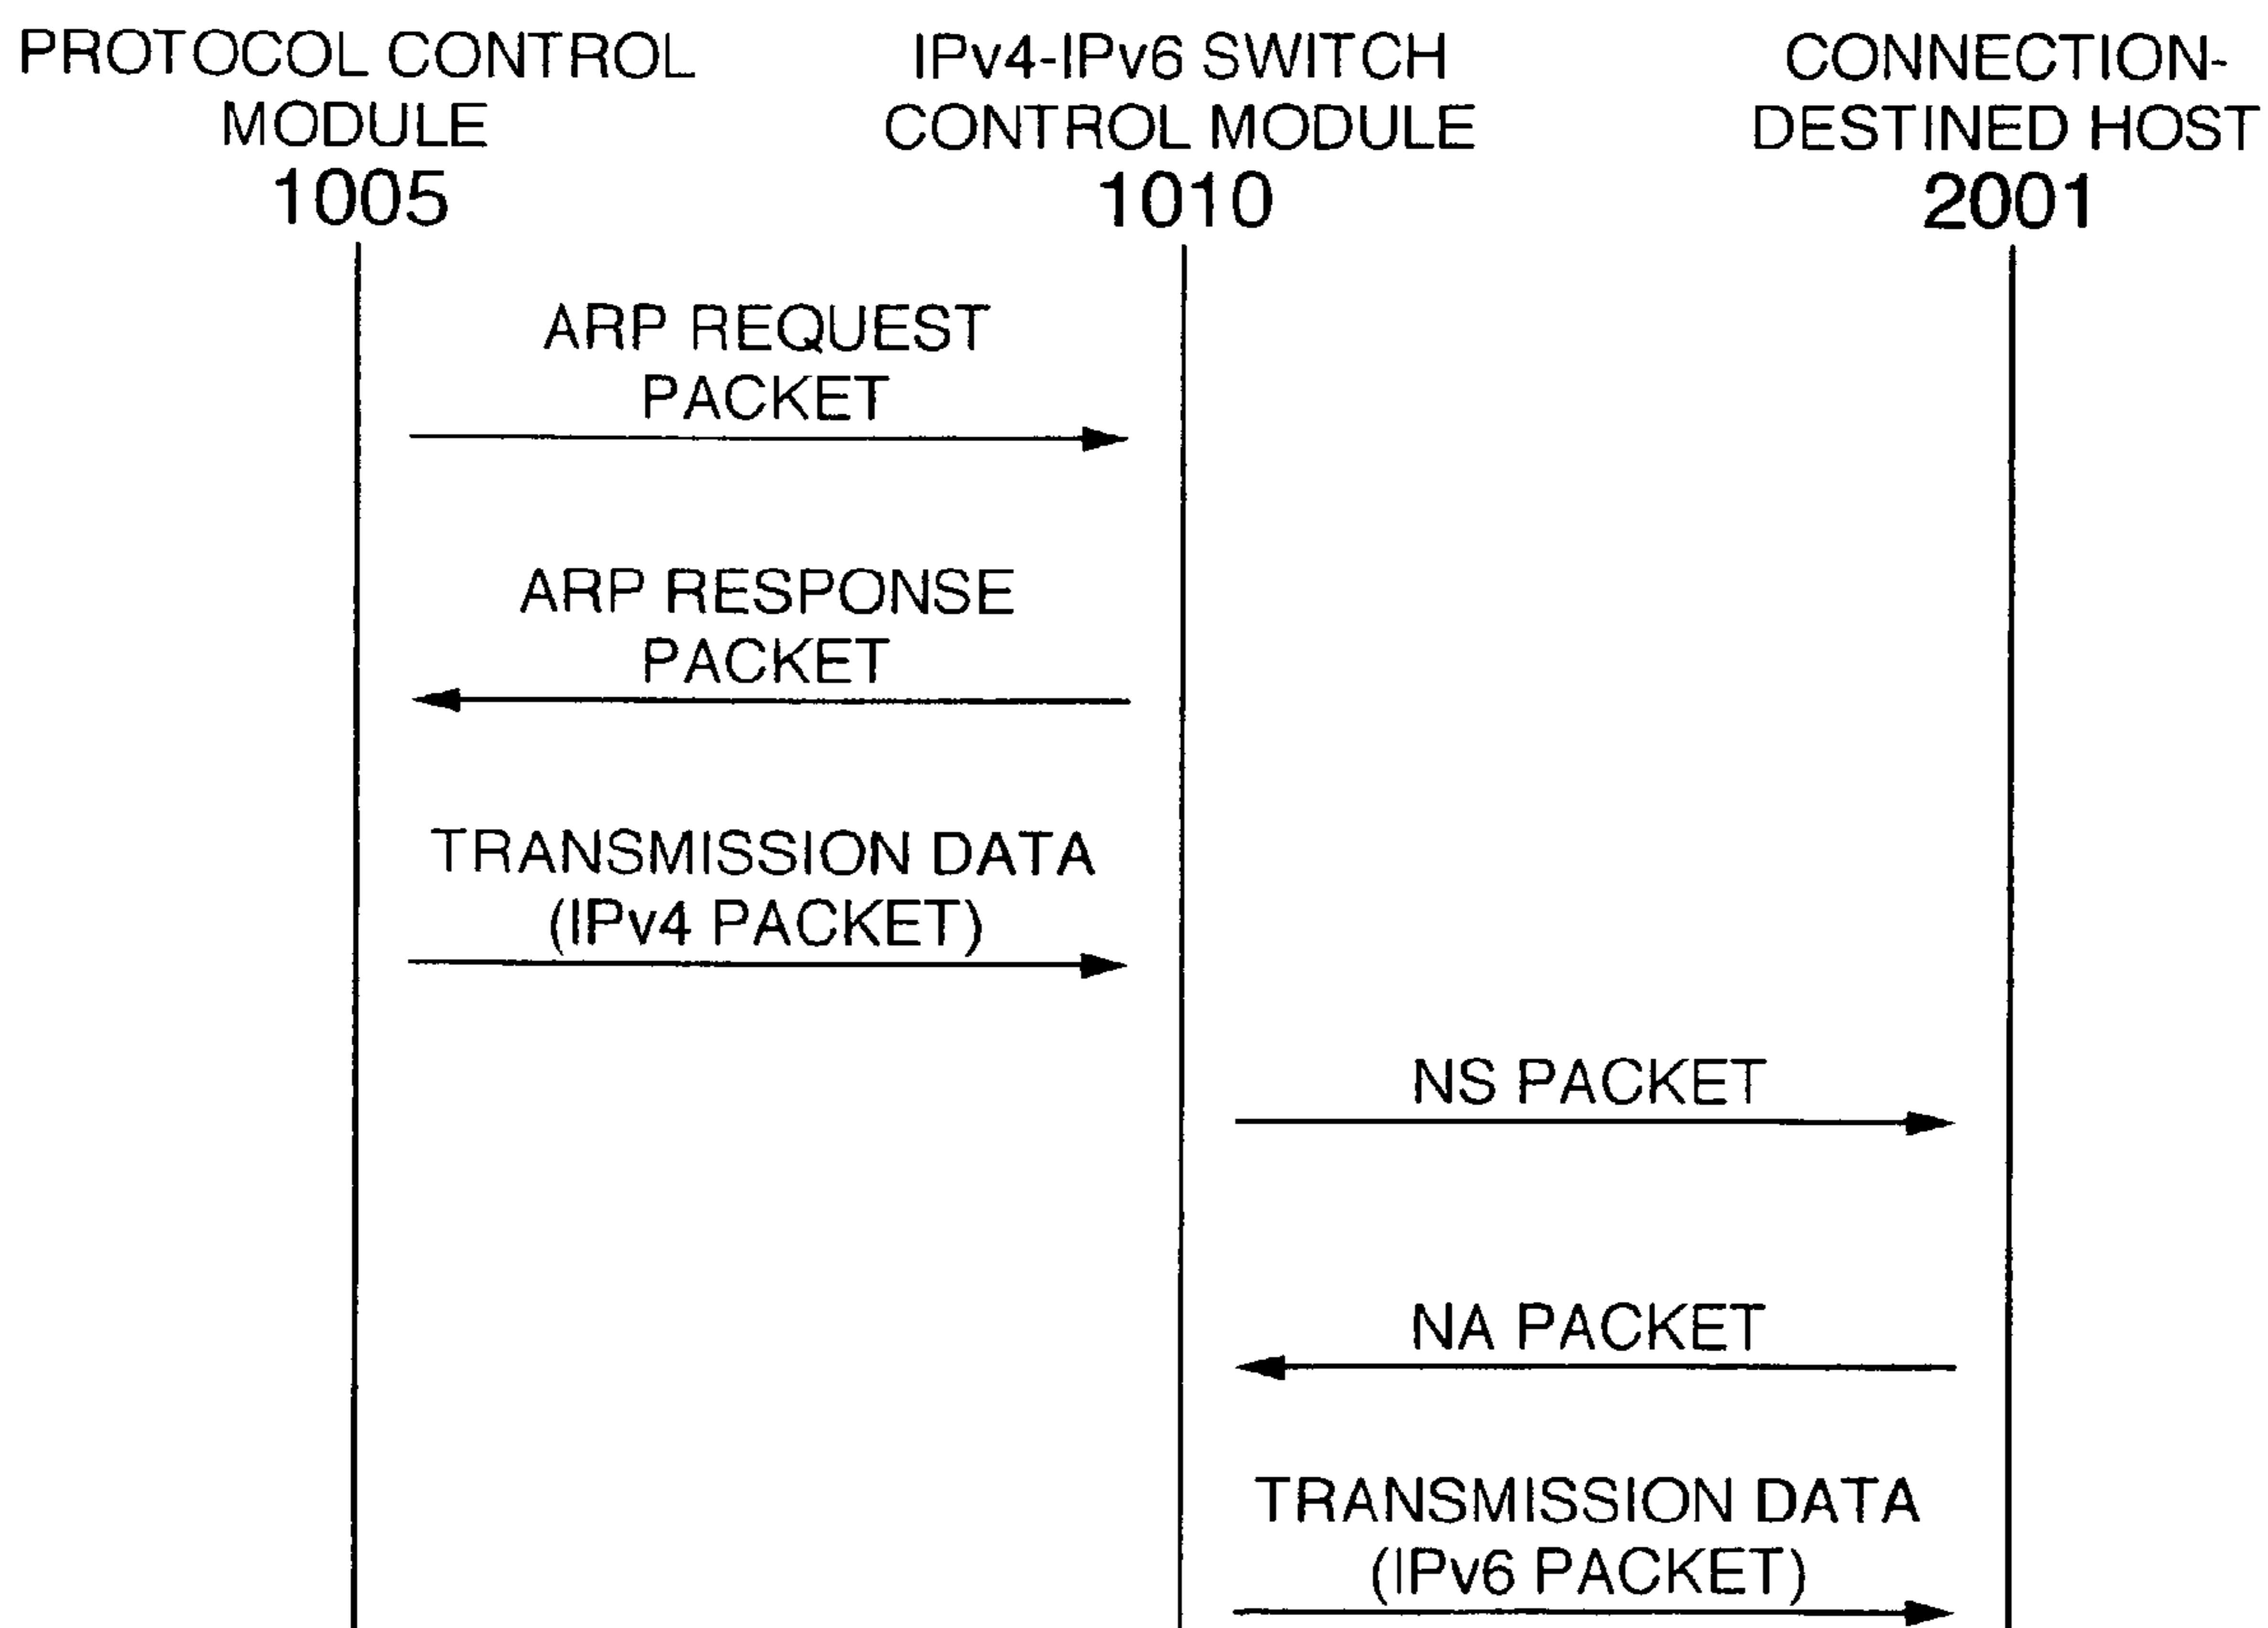 PROTOCOL CONTROL
MODULE
1005
IPv4-IPv6 SWITCH
CONTROL MODULE
1010
CONNECTION-
DESTINED HOST
2001
ARP REQUEST
PACKET
ARP RESPONSE
PACKET
TRANSMISSION DATA
(IPv4 PACKET)
NS PACKET
NA PACKET
TRANSMISSION DATA
(IPv6 PACKET)